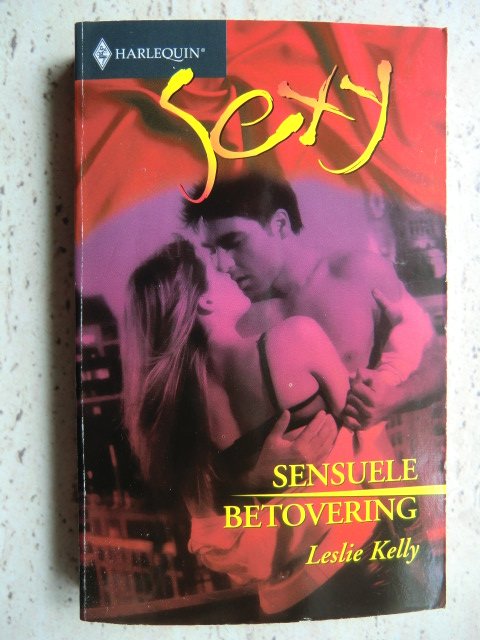 HARLEQUIN®
sexy
SENSUELE
BETOVERING
Leslie Kelly